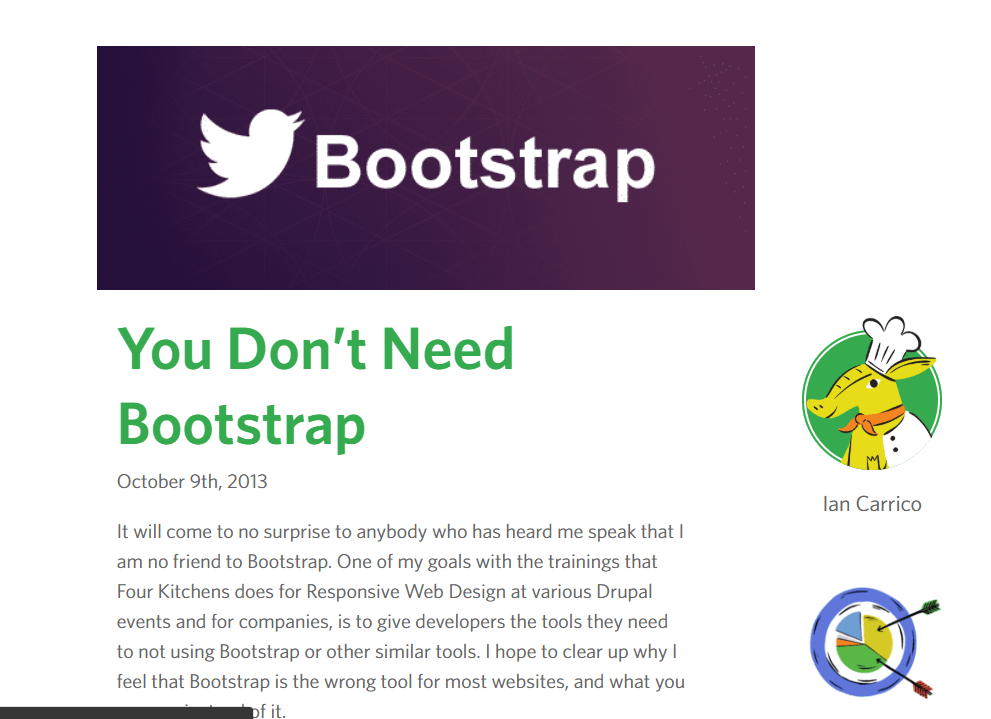 Bootstrap
You Don't Need
Bootstrap
October 9th, 2013
It will come to no surprise to anybody who has heard me speak that I
am no friend to Bootstrap. One of my goals with the trainings that
Four Kitchens does for Responsive Web Design at various Drupal
events and for companies, is to give developers the tools they need
to not using Bootstrap or other similar tools. I hope to clear up why I
feel that Bootstrap is the wrong tool for most websites, and what you
of it.
Ian Carrico